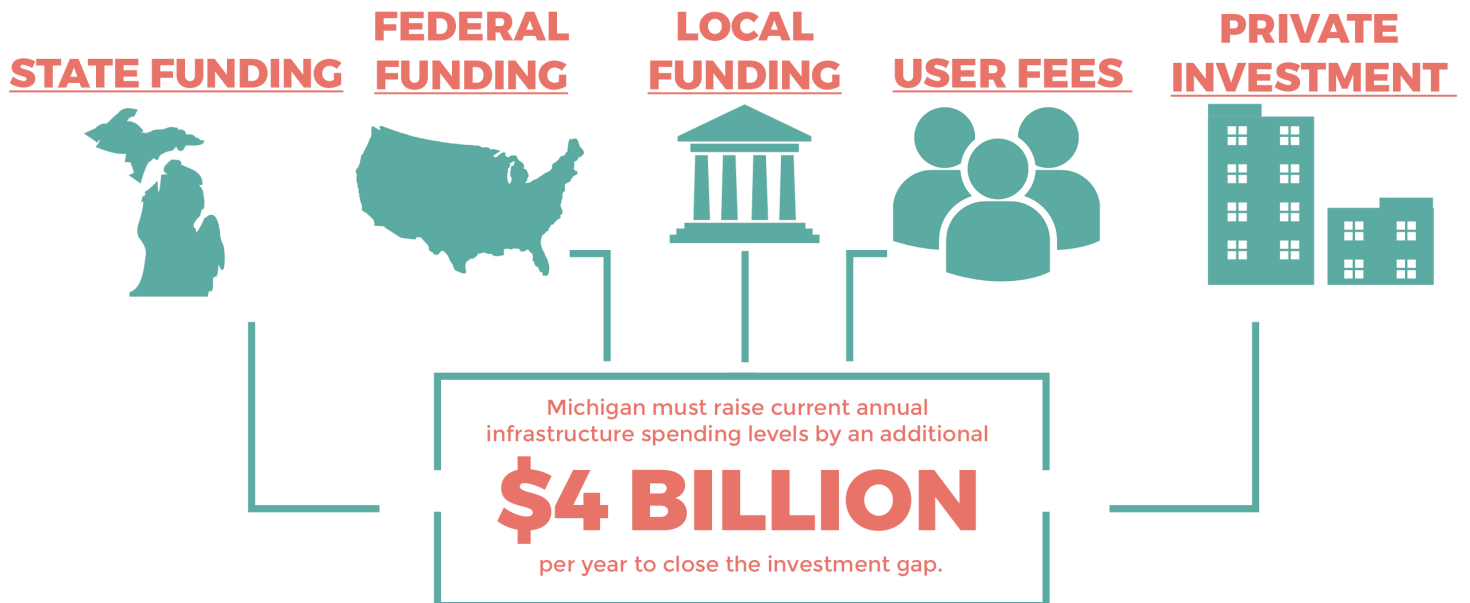 STATE FUNDING
FEDERAL
FUNDING
LOCAL
FUNDING
USER FEES
PRIVATE
INVESTMENT
Michigan must raise current annual
infrastructure spending levels by an additional
$4 BILLION
per year to close the investment gap.